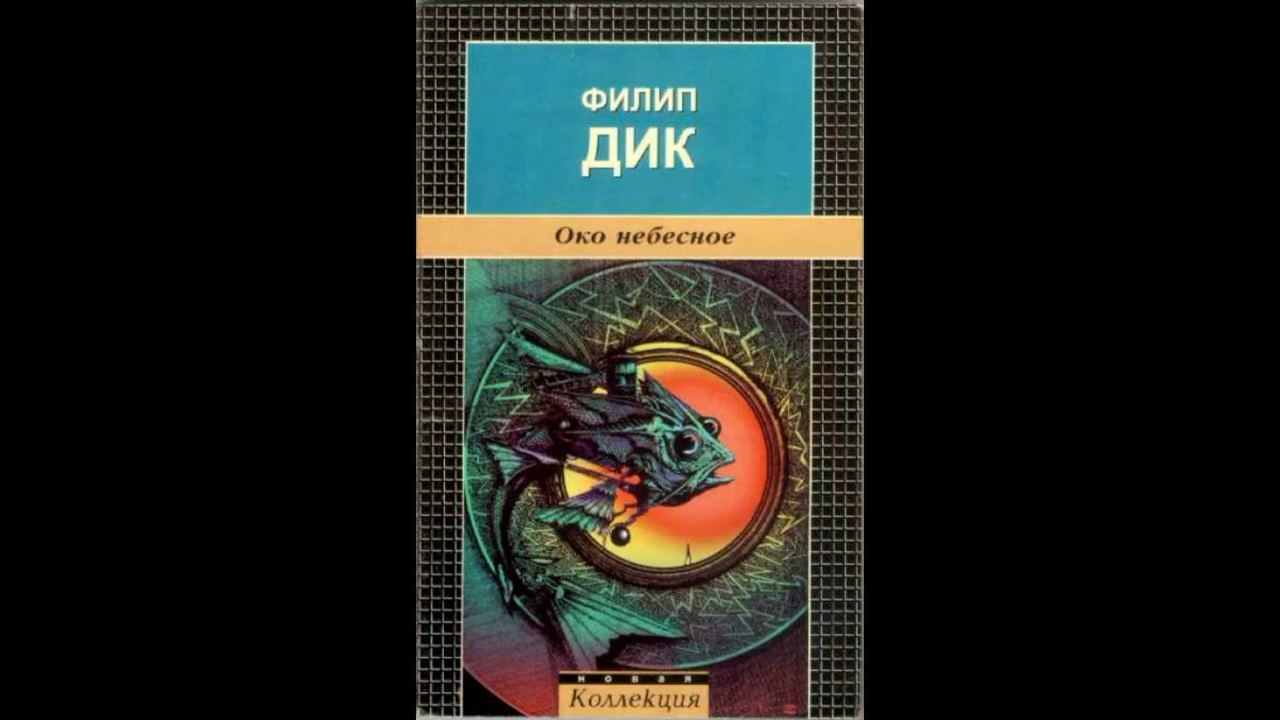 ФИЛИП
ДИК
Око небесное
новая
Коллекция